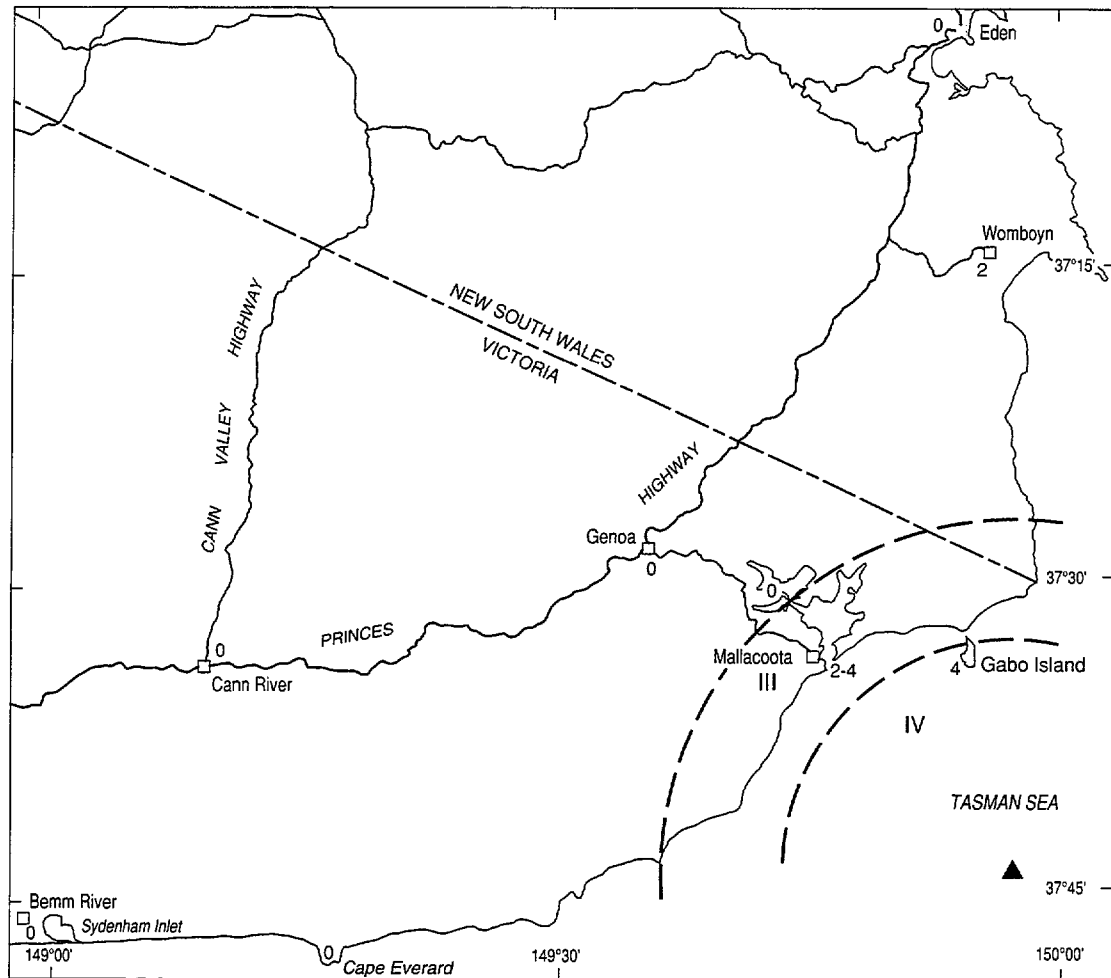 0
Eden
Womboyn
2
37°15'
NEW SOUTH WALES
VICTORIA
CANN VALLEY HIGHWAY
HIGHWAY
Genoa
0
0
37°30'
PRINCES
0
Cann River
Mallacoota
2-4
III
4
Gabo Island
IV
TASMAN SEA
37°45'
Bemm River
0
Sydenham Inlet
0
Cape Everard
149°00'
149°30'
150°00'